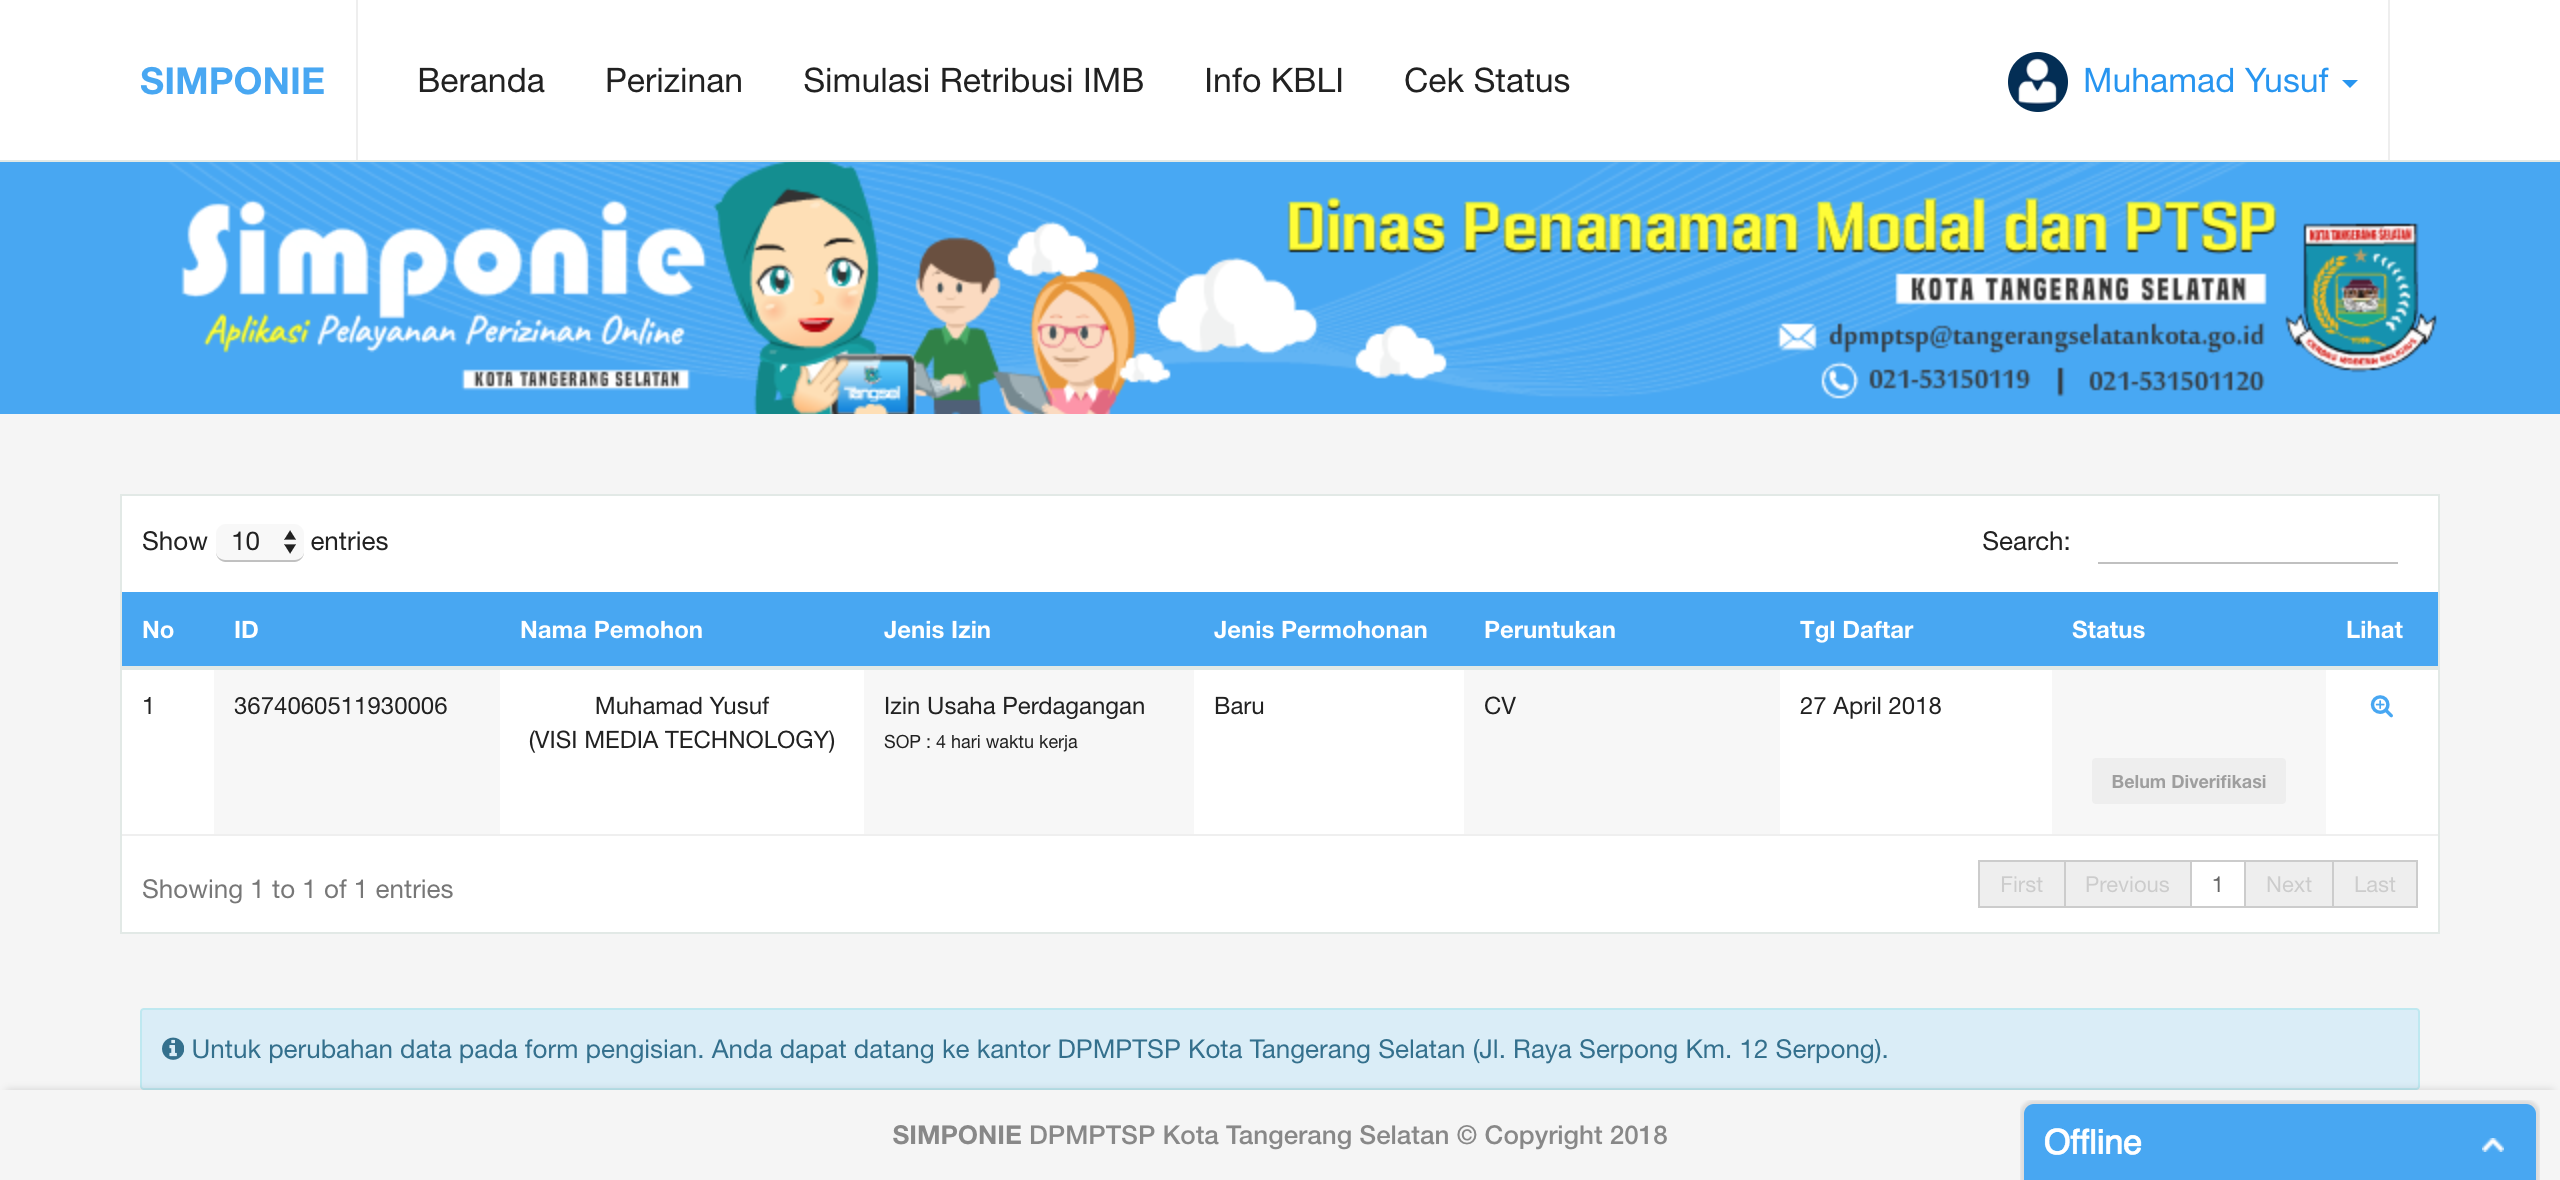 SIMPONIE
Beranda
Perizinan
Simulasi Retribusi IMB
Info KBLI
Cek Status
Muhamad Yusuf
Simponie
Aplikasi Pelayanan Perizinan Online
KOTA TANGERANG SELATAN
Tangsel
Dinas Penanaman Modal dan PTSP
KOTA TANGERANG SELATAN
dpmptsp@tangerangselatankota.go.id
021-53150119 | 021-531501120
KOTA TANGERANG SELATAN
CERDAS MODERN RELIGIUS
Show 10 entries
Search:
No ID Nama Pemohon Jenis Izin Jenis Permohonan Peruntukan Tgl Daftar Status Lihat
1 3674060511930006 Muhamad Yusuf Izin Usaha Perdagangan Baru CV 27 April 2018
(VISI MEDIA TECHNOLOGY) SOP : 4 hari waktu kerja
Belum Diverifikasi
Showing 1 to 1 of 1 entries
First Previous 1 Next Last
Untuk perubahan data pada form pengisian. Anda dapat datang ke kantor DPMPTSP Kota Tangerang Selatan (Jl. Raya Serpong Km. 12 Serpong).
SIMPONIE DPMPTSP Kota Tangerang Selatan © Copyright 2018
Offline